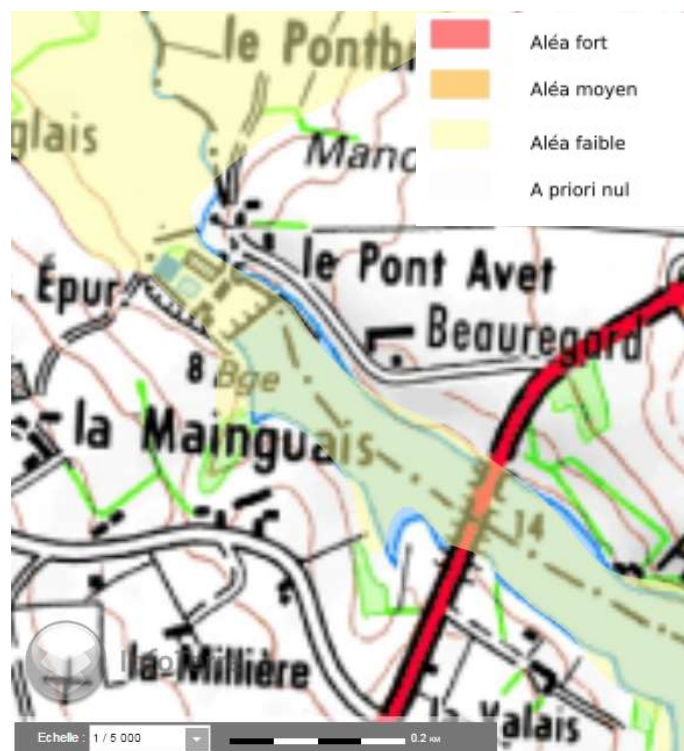 le Pontb
Aléa fort
Aléa moyen
Aléa faible
A priori nul
glais
Manc
le Pont Avet
Épur.
Beauregard
8 Bge
la Mainguais
14
la Millière
le Valais
Echelle : 1 / 5 000
0.2 KM